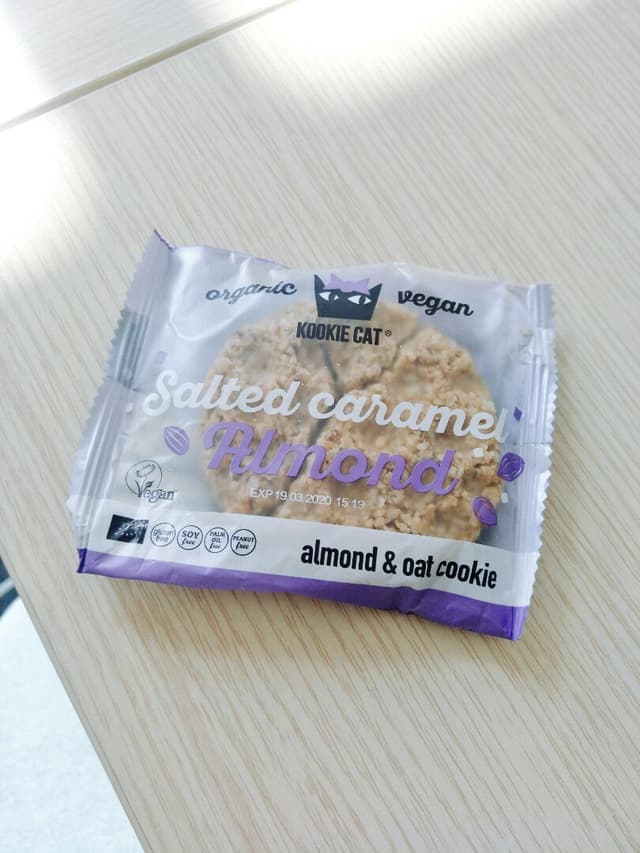 organic
vegan
KOOKIE CAT®
Salted caramel
Almond
EXP 19.03.2020 15:19
Vegan
gluten free
SOY free
PALM OIL free
PEANUT free
almond & oat cookie